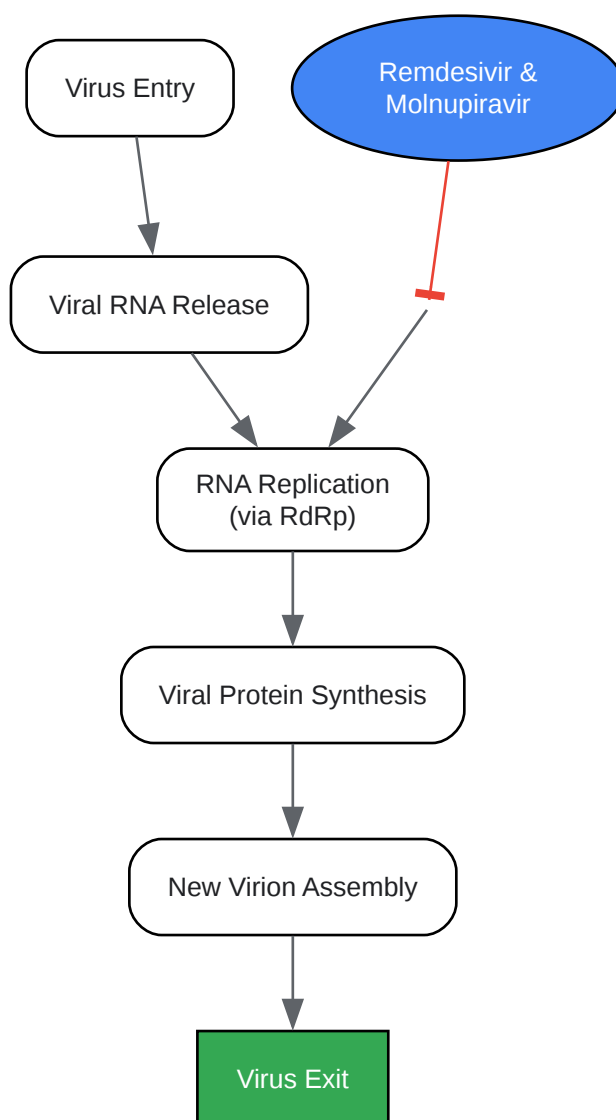 Virus Entry
Remdesivir &
Molnupiravir
Viral RNA Release
RNA Replication
(via RdRp)
Viral Protein Synthesis
New Virion Assembly
Virus Exit